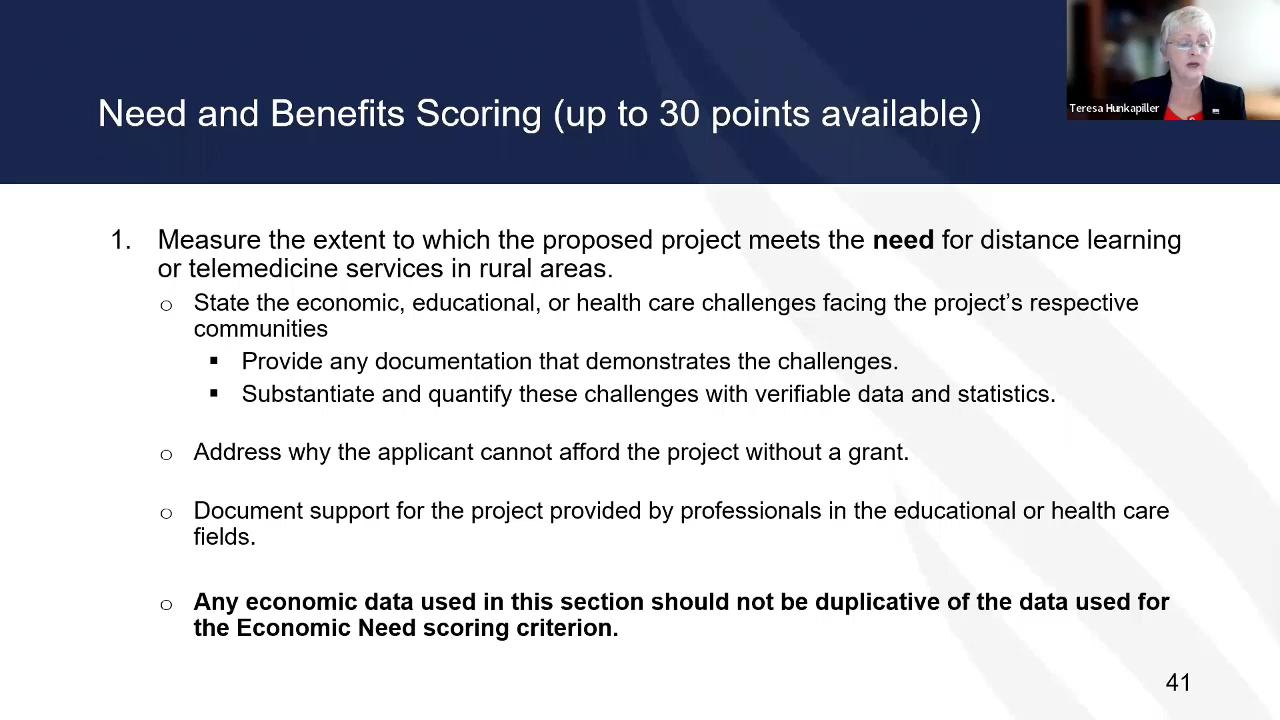 Need and Benefits Scoring (up to 30 points available)
Teresa Hunkapiller
1. Measure the extent to which the proposed project meets the need for distance learning
or telemedicine services in rural areas.
o State the economic, educational, or health care challenges facing the project's respective
communities
▪ Provide any documentation that demonstrates the challenges.
▪ Substantiate and quantify these challenges with verifiable data and statistics.
o Address why the applicant cannot afford the project without a grant.
o Document support for the project provided by professionals in the educational or health care
fields.
o Any economic data used in this section should not be duplicative of the data used for
the Economic Need scoring criterion.
41